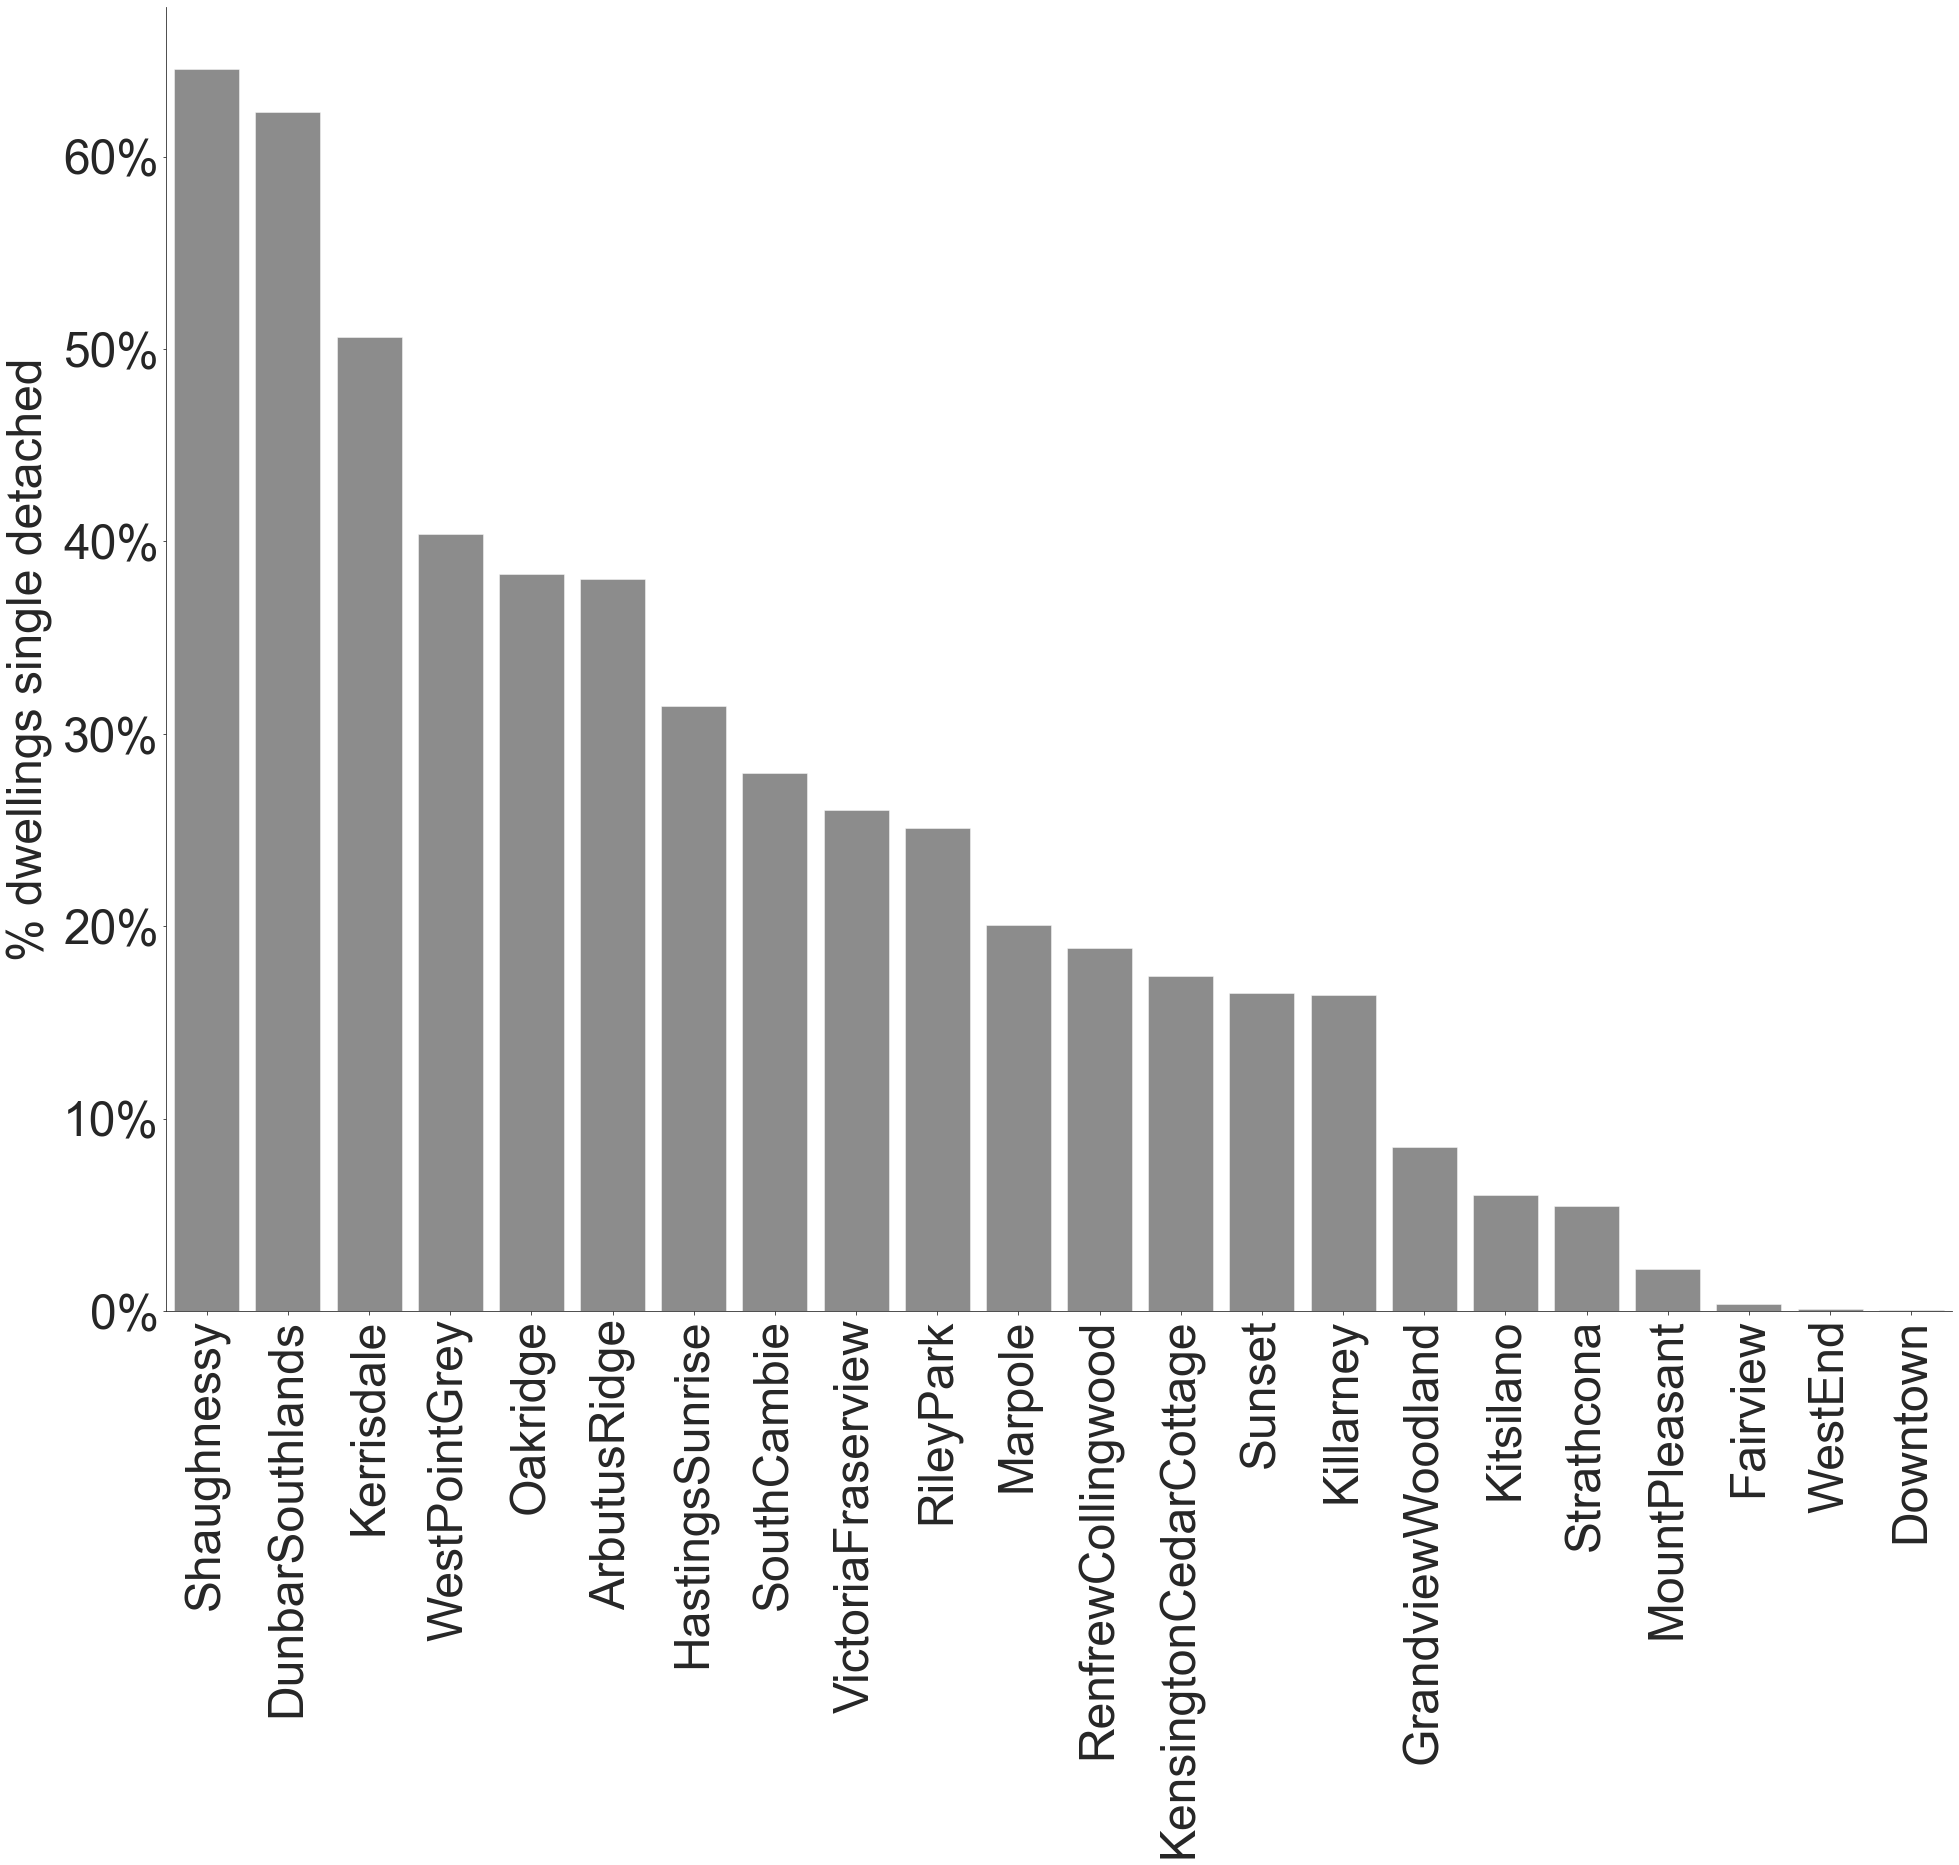 % dwellings single detached
60%
50%
40%
30%
20%
10%
0%
Shaughnessy
DunbarSouthlands
Kerrisdale
WestPointGrey
Oakridge
ArbutusRidge
HastingsSunrise
SouthCambie
VictoriaFraserview
RileyPark
Marpole
RenfrewCollingwood
KensingtonCedarCottage
Sunset
Killarney
GrandviewWoodland
Kitsilano
Strathcona
MountPleasant
Fairview
WestEnd
Downtown